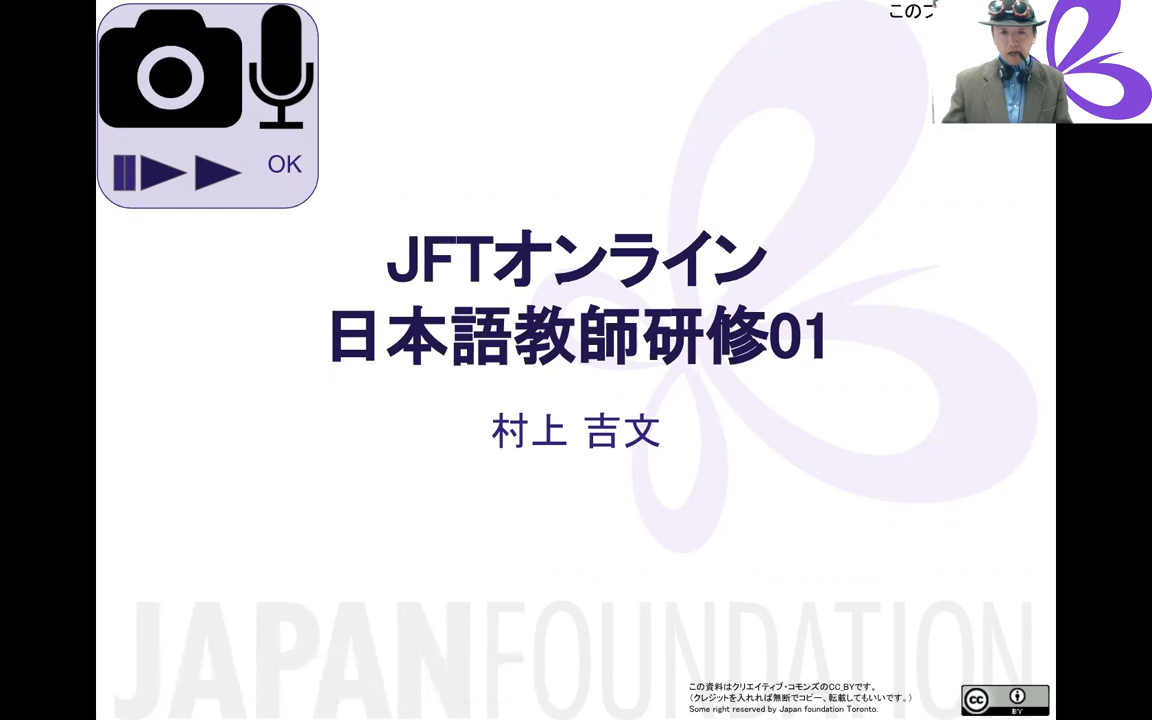 このフ
OK
JFTオンライン
日本語教師研修01
村上 吉文
JAPANFOUNDATION
この資料はクリエイティブ・コモンズのCC,BYです。
（クレジットを入れれば無断でコピー、転載してもいいです。）
Some right reserved by Japan foundation Toronto.
cc
BY